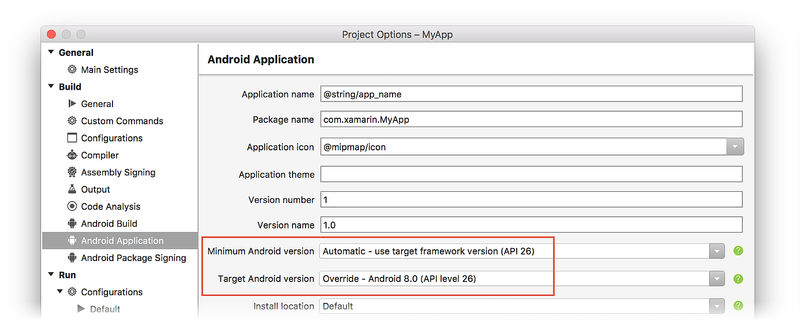 Project Options – MyApp
General
Main Settings
Build
General
Custom Commands
Configurations
Compiler
Assembly Signing
Output
Code Analysis
Android Build
Android Application
Android Package Signing
Run
Configurations
Default
Android Application
Application name @string/app_name
Package name com.xamarin.MyApp
Application icon @mipmap/icon
Application theme
Version number 1
Version name 1.0
Minimum Android version Automatic - use target framework version (API 26) ?
Target Android version Override - Android 8.0 (API level 26) ?
Install location Default ?